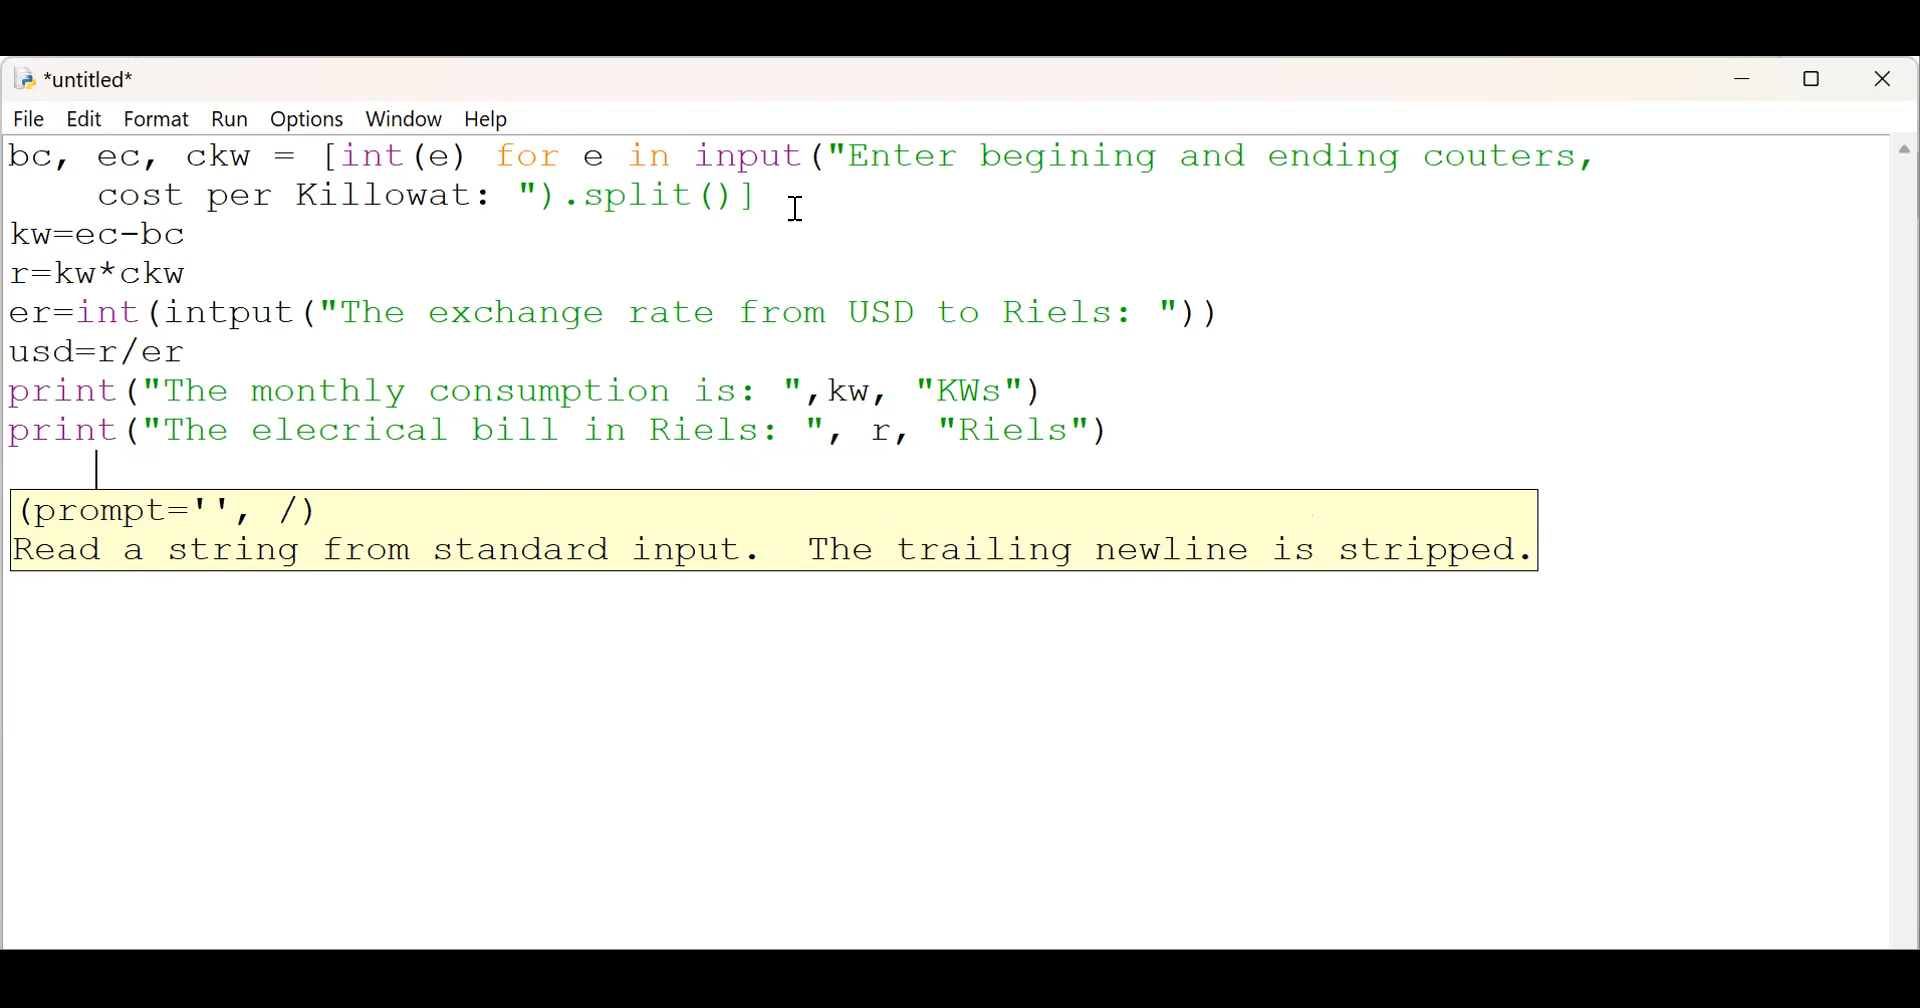 *untitled*
File Edit Format Run Options Window Help
bc, ec, ckw = [int(e) for e in input("Enter begining and ending couters,
    cost per Killowat: ").split()]
kw=ec-bc
r=kw*ckw
er=int(intput("The exchange rate from USD to Riels: "))
usd=r/er
print("The monthly consumption is: ",kw, "KWs")
print("The elecrical bill in Riels: ", r, "Riels")
(prompt='', /)
Read a string from standard input.  The trailing newline is stripped.